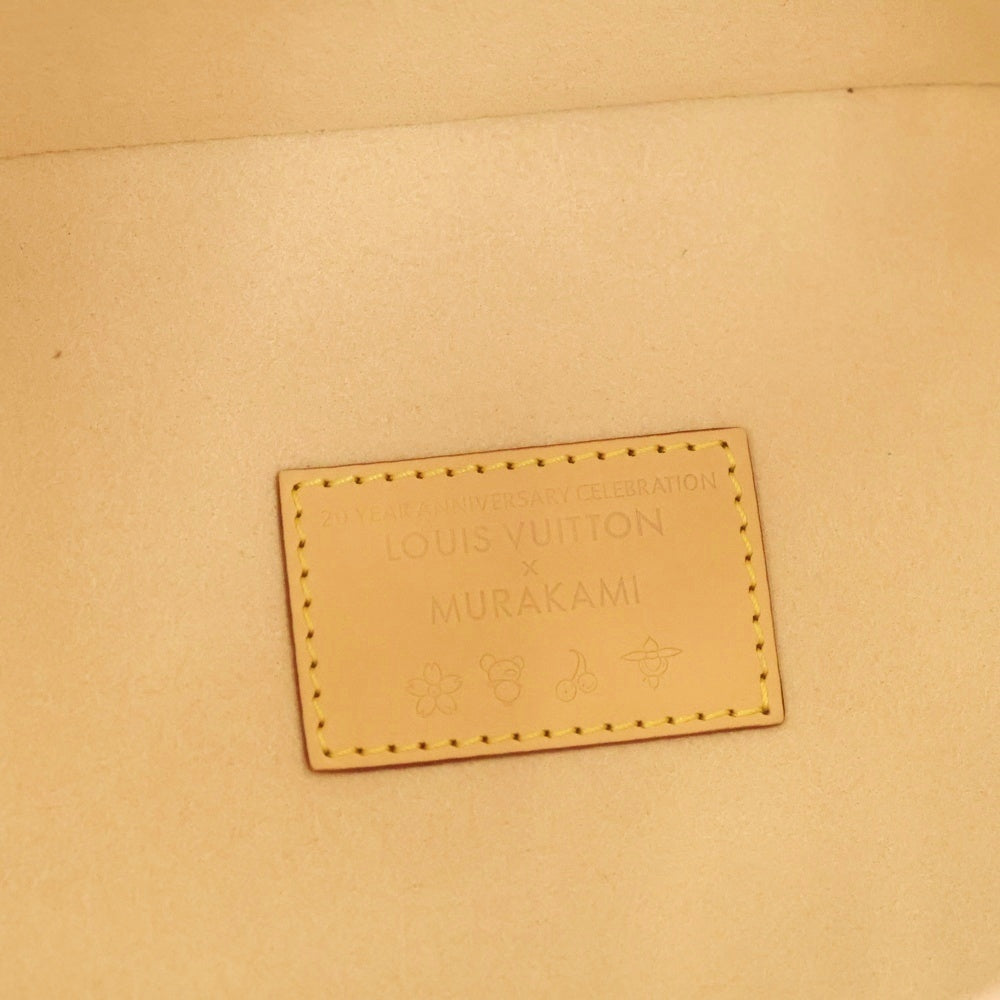 20 YEAR ANNIVERSARY CELEBRATION
LOUIS VUITTON
x
MURAKAMI